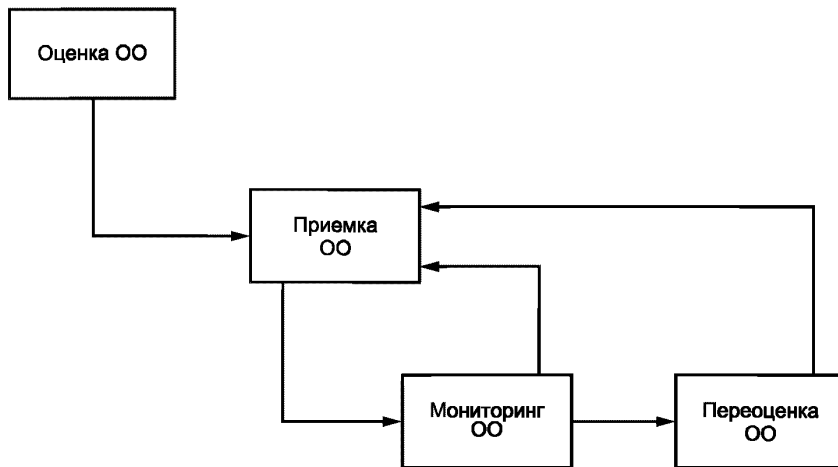 Оценка ОО
Приемка
ОО
Мониторинг
ОО
Переоценка
ОО